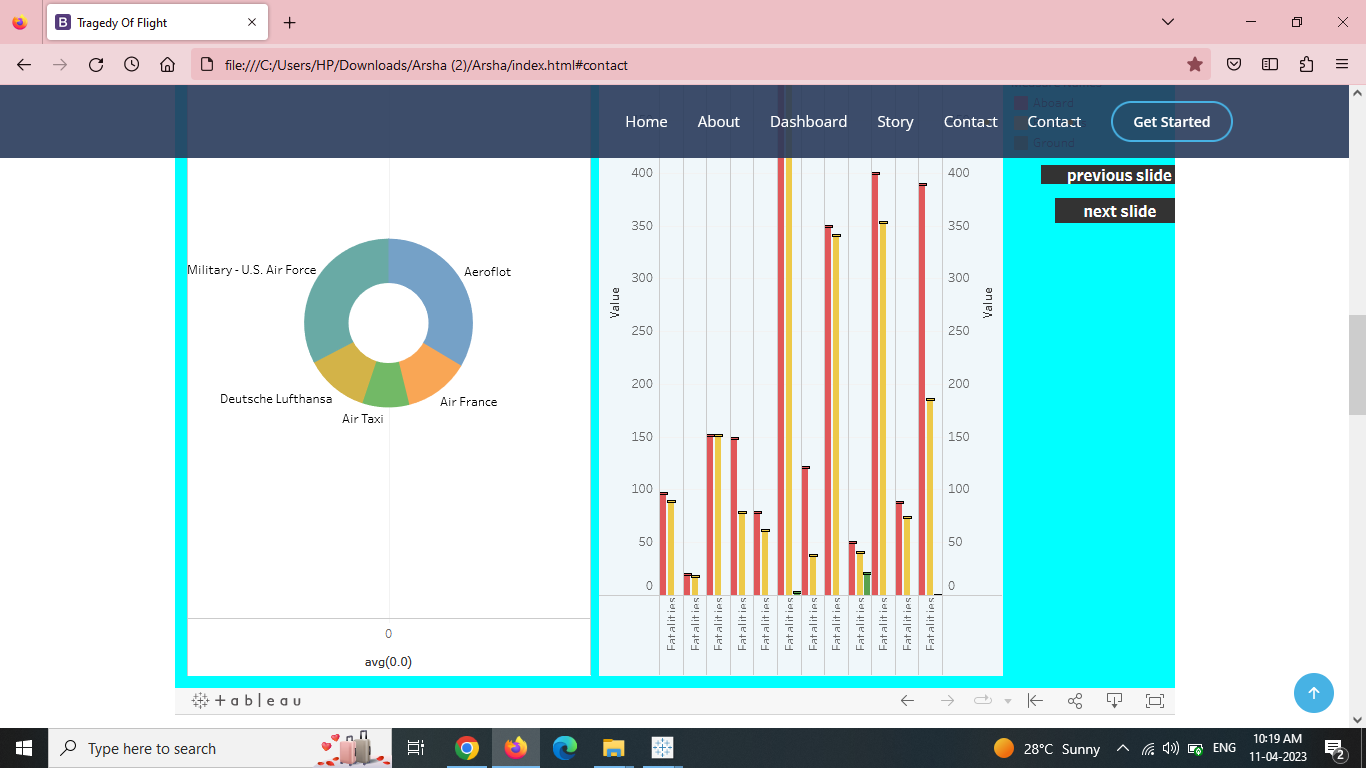 Tragedy Of Flight
file:///C:/Users/HP/Downloads/Arsha (2)/Arsha/index.html#contact
Home About Dashboard Story Contact Contact Get Started
Aboard
Ground
previous slide
next slide
Military - U.S. Air Force
Aeroflot
Deutsche Lufthansa
Air France
Air Taxi
0
avg(0.0)
400 400
350 350
300 300
Value Value
250 250
200 200
150 150
100 100
50 50
0 0
Fatalities Fatalities Fatalities Fatalities Fatalities Fatalities Fatalities Fatalities Fatalities Fatalities Fatalities Fatalities
+ a b l e a u
Type here to search
28°C Sunny
ENG
10:19 AM
11-04-2023
2